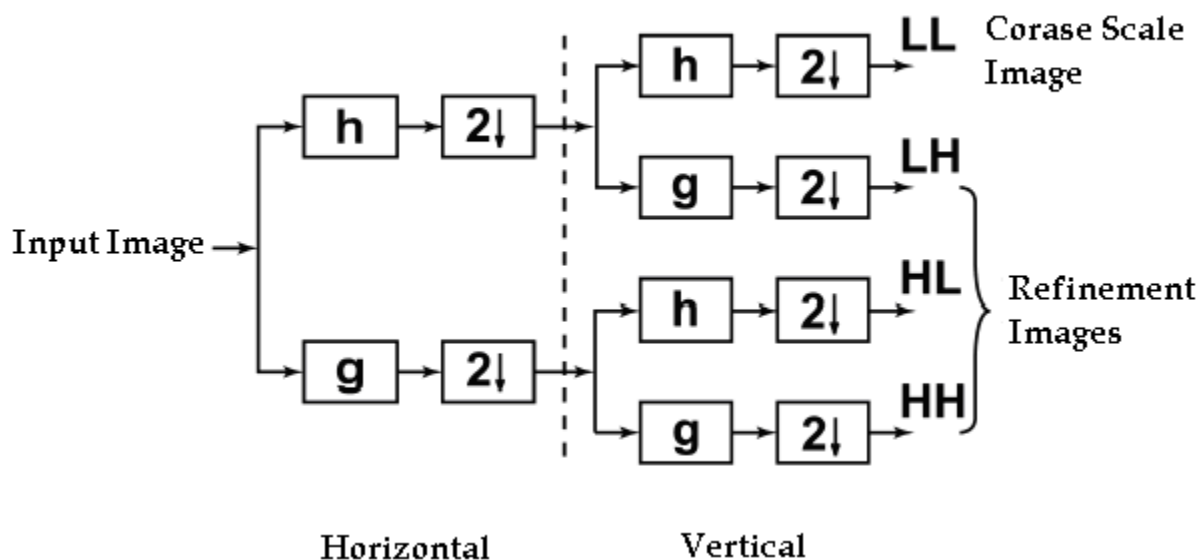 LL
Corase Scale
Image
h
2↓
h
2↓
LH
g
2↓
Input Image
HL
h
2↓
Refinement
Images
g
2↓
HH
g
2↓
Horizontal
Vertical